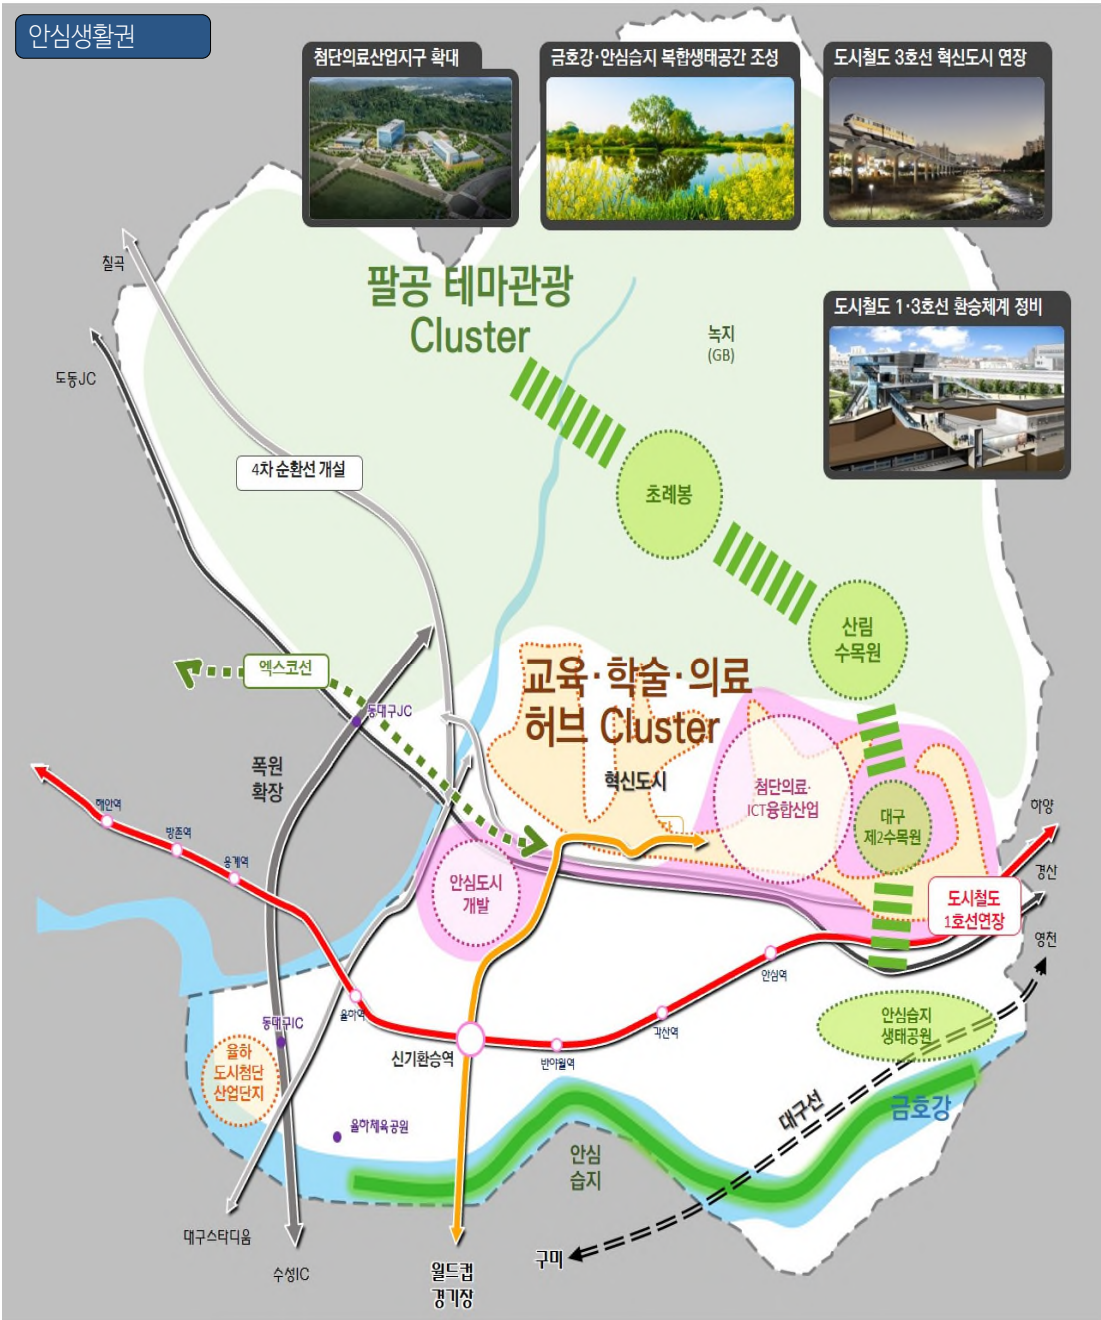 안심생활권
첨단의료산업지구 확대
금호강·안심습지 복합생태공간 조성
도시철도 3호선 혁신도시 연장
칠곡
팔공 테마관광
Cluster
녹지
(GB)
도시철도 1·3호선 환승체계 정비
도동JC
4차 순환선 개설
초례봉
산림
수목원
엑스코선
교육·학술·의료
허브 Cluster
동대구JC
폭원
확장
혁신도시
첨단의료·
ICT융합산업
대구
제2수목원
하양
해안역
방촌역
용계역
안심도시
개발
경산
도시철도
1호선연장
영천
안심역
율하역
동대구IC
각산역
안심습지
생태공원
신기환승역
반야월역
율하
도시첨단
산업단지
대구선
금호강
율하체육공원
안심
습지
대구스타디움
구미
수성IC
월드컵
경기장